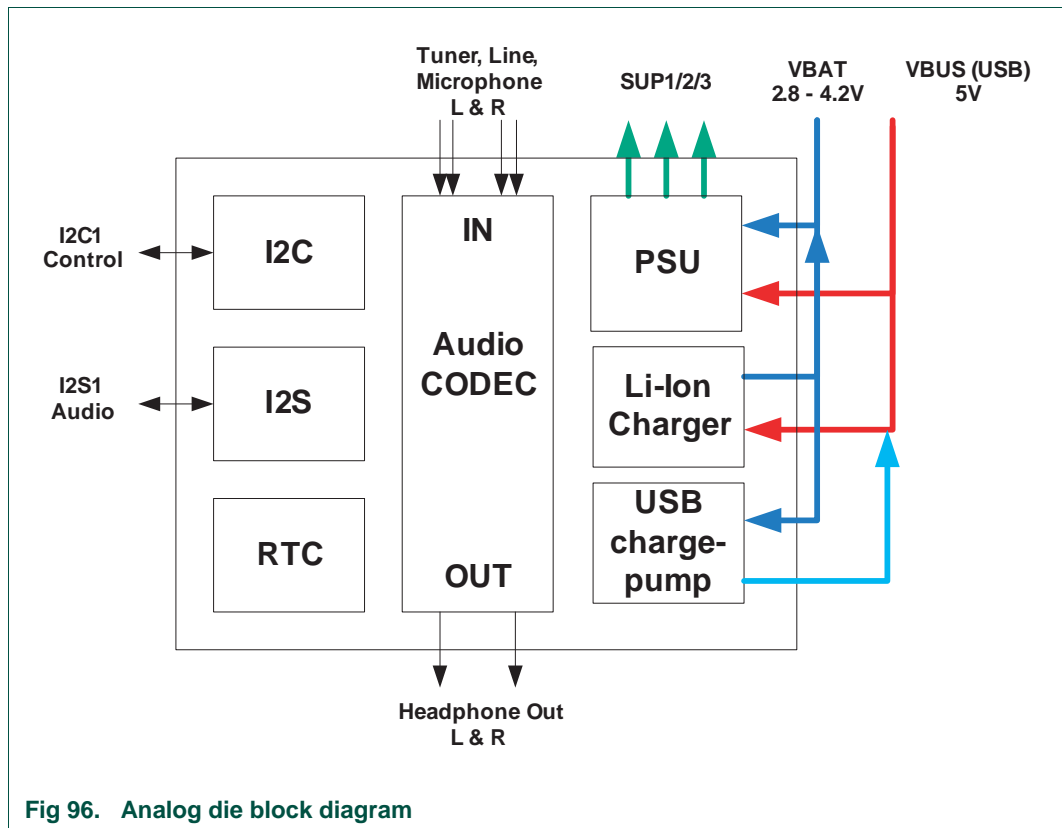 Tuner, Line,
Microphone
L & R
SUP1/2/3
VBAT
2.8 - 4.2V
VBUS (USB)
5V
I2C1
Control
I2C
IN
PSU
Audio
CODEC
I2S1
Audio
I2S
Li-Ion
Charger
RTC
OUT
USB
charge-
pump
Headphone Out
L & R
Fig 96. Analog die block diagram